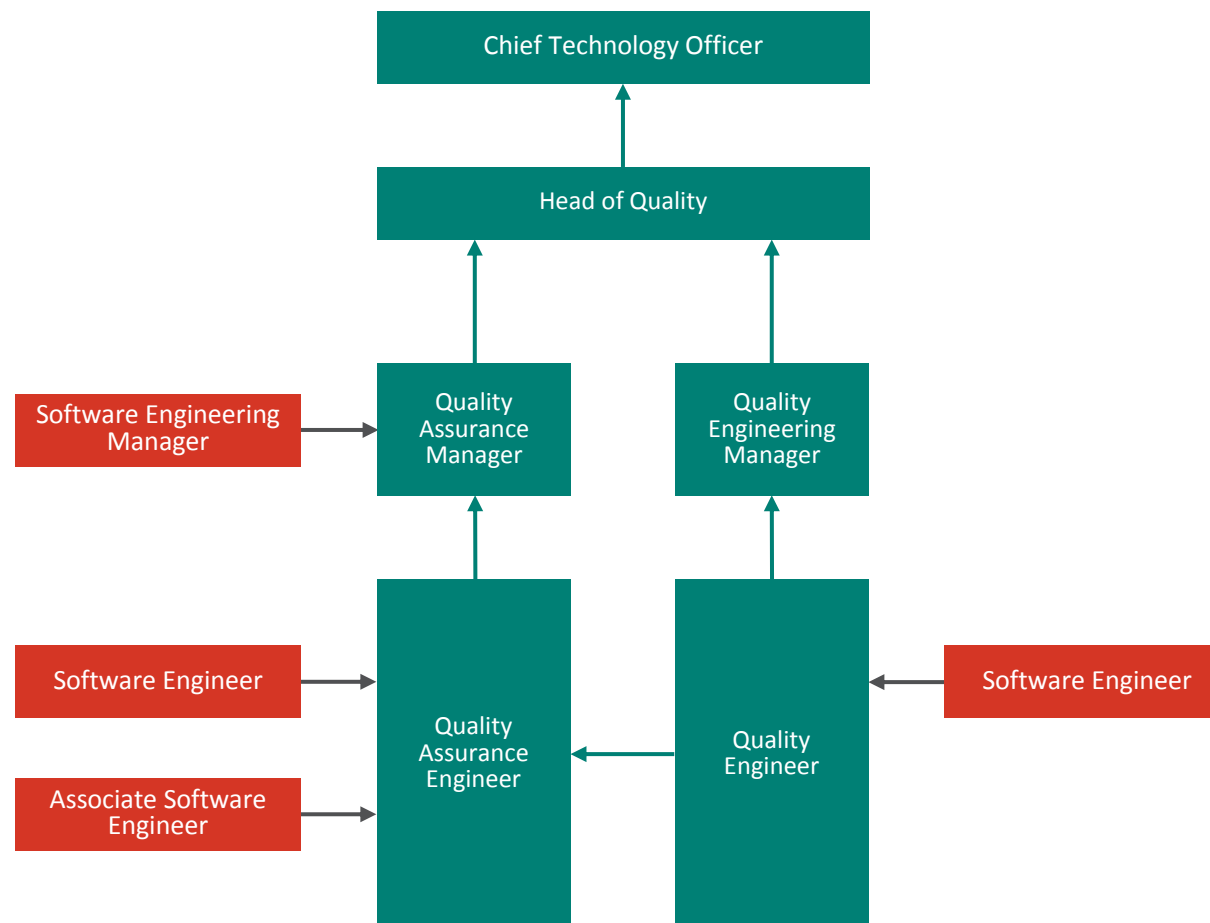 Chief Technology Officer
Head of Quality
Software Engineering
Manager
Quality
Assurance
Manager
Quality
Engineering
Manager
Software Engineer
Associate Software
Engineer
Quality
Assurance
Engineer
Quality
Engineer
Software Engineer